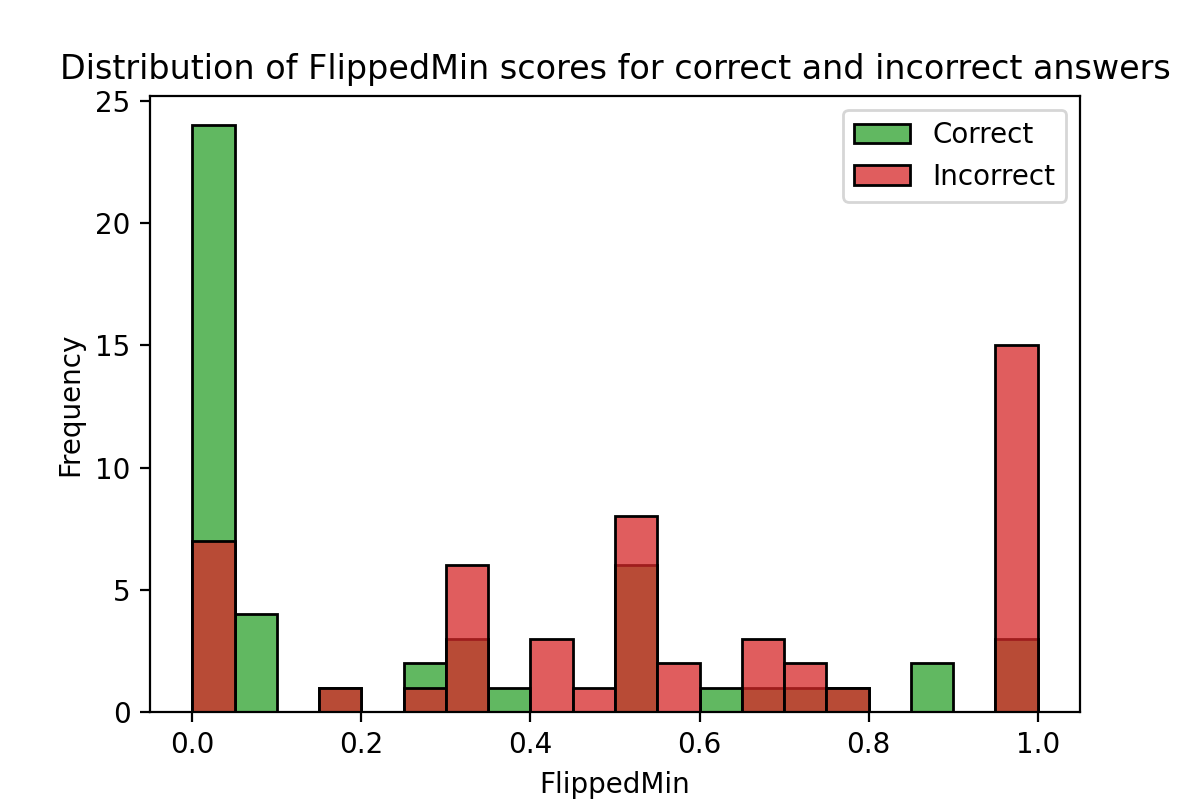 Distribution of FlippedMin scores for correct and incorrect answers
25
20
15
10
5
0
Frequency
Correct
Incorrect
0.0 0.2 0.4 0.6 0.8 1.0
FlippedMin